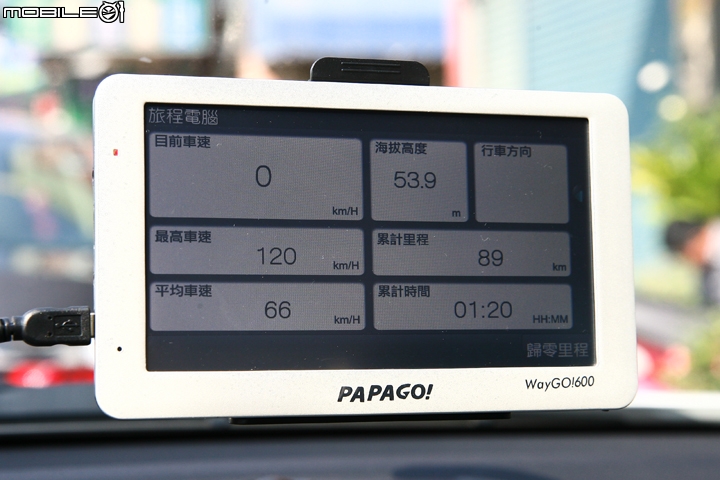 MOBILE01
旅程電腦
目前車速
0
km/H
海拔高度
53.9
m
行車方向
最高車速
120
km/H
累計里程
89
km
平均車速
66
km/H
累計時間
01:20
HH:MM
歸零里程
PAPAGO!
WayGO!600